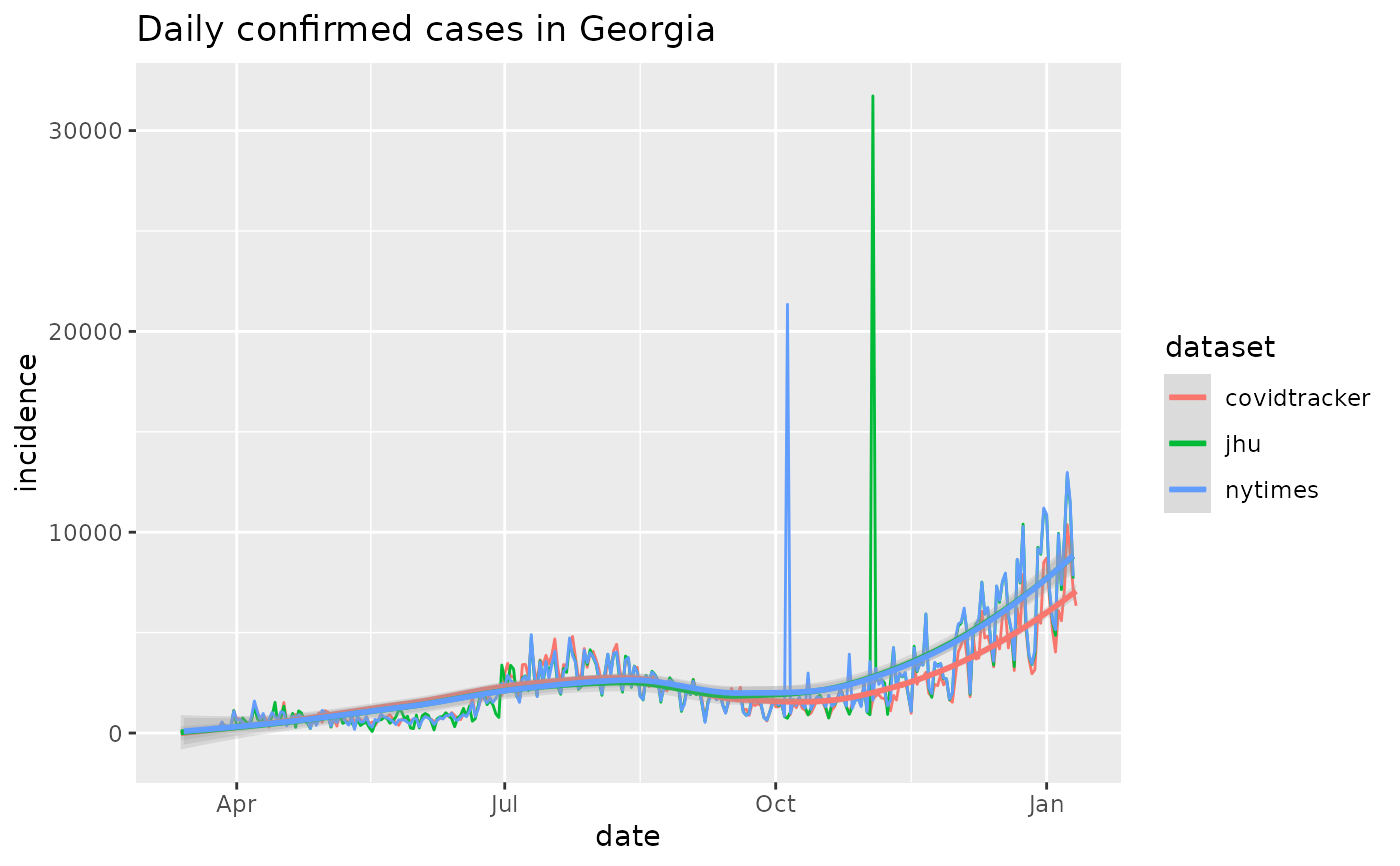 Daily confirmed cases in Georgia
30000
20000
10000
0
incidence
Apr
Jul
Oct
Jan
date
dataset
covidtracker
jhu
nytimes